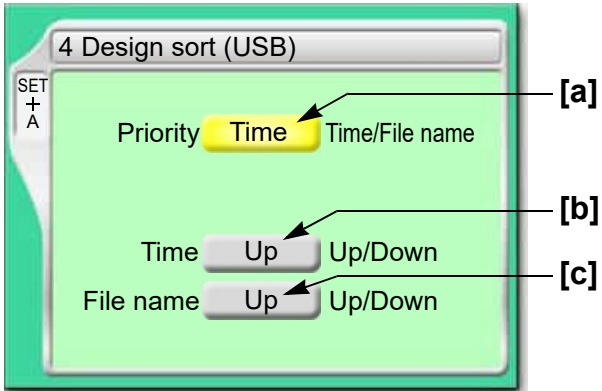 4 Design sort (USB)
SET
+
A
[a]
Priority Time Time/File name
[b]
Time Up Up/Down
[c]
File name Up Up/Down